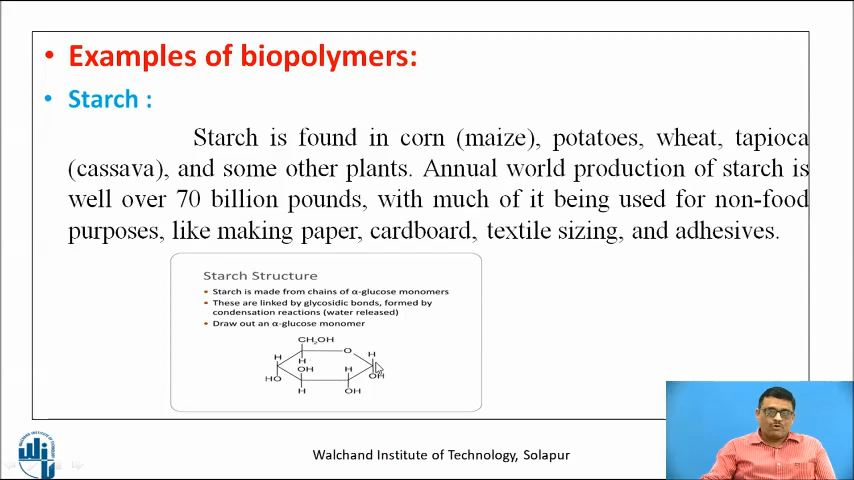 • Examples of biopolymers:
• Starch :
Starch is found in corn (maize), potatoes, wheat, tapioca
(cassava), and some other plants. Annual world production of starch is
well over 70 billion pounds, with much of it being used for non-food
purposes, like making paper, cardboard, textile sizing, and adhesives.
Starch Structure
• Starch is made from chains of α-glucose monomers
• These are linked by glycosidic bonds, formed by
condensation reactions (water released)
• Draw out an α-glucose monomer
CH₂OH
O
H
H
H
OH
H
HO
OH
H
OH
Walchand Institute of Technology, Solapur